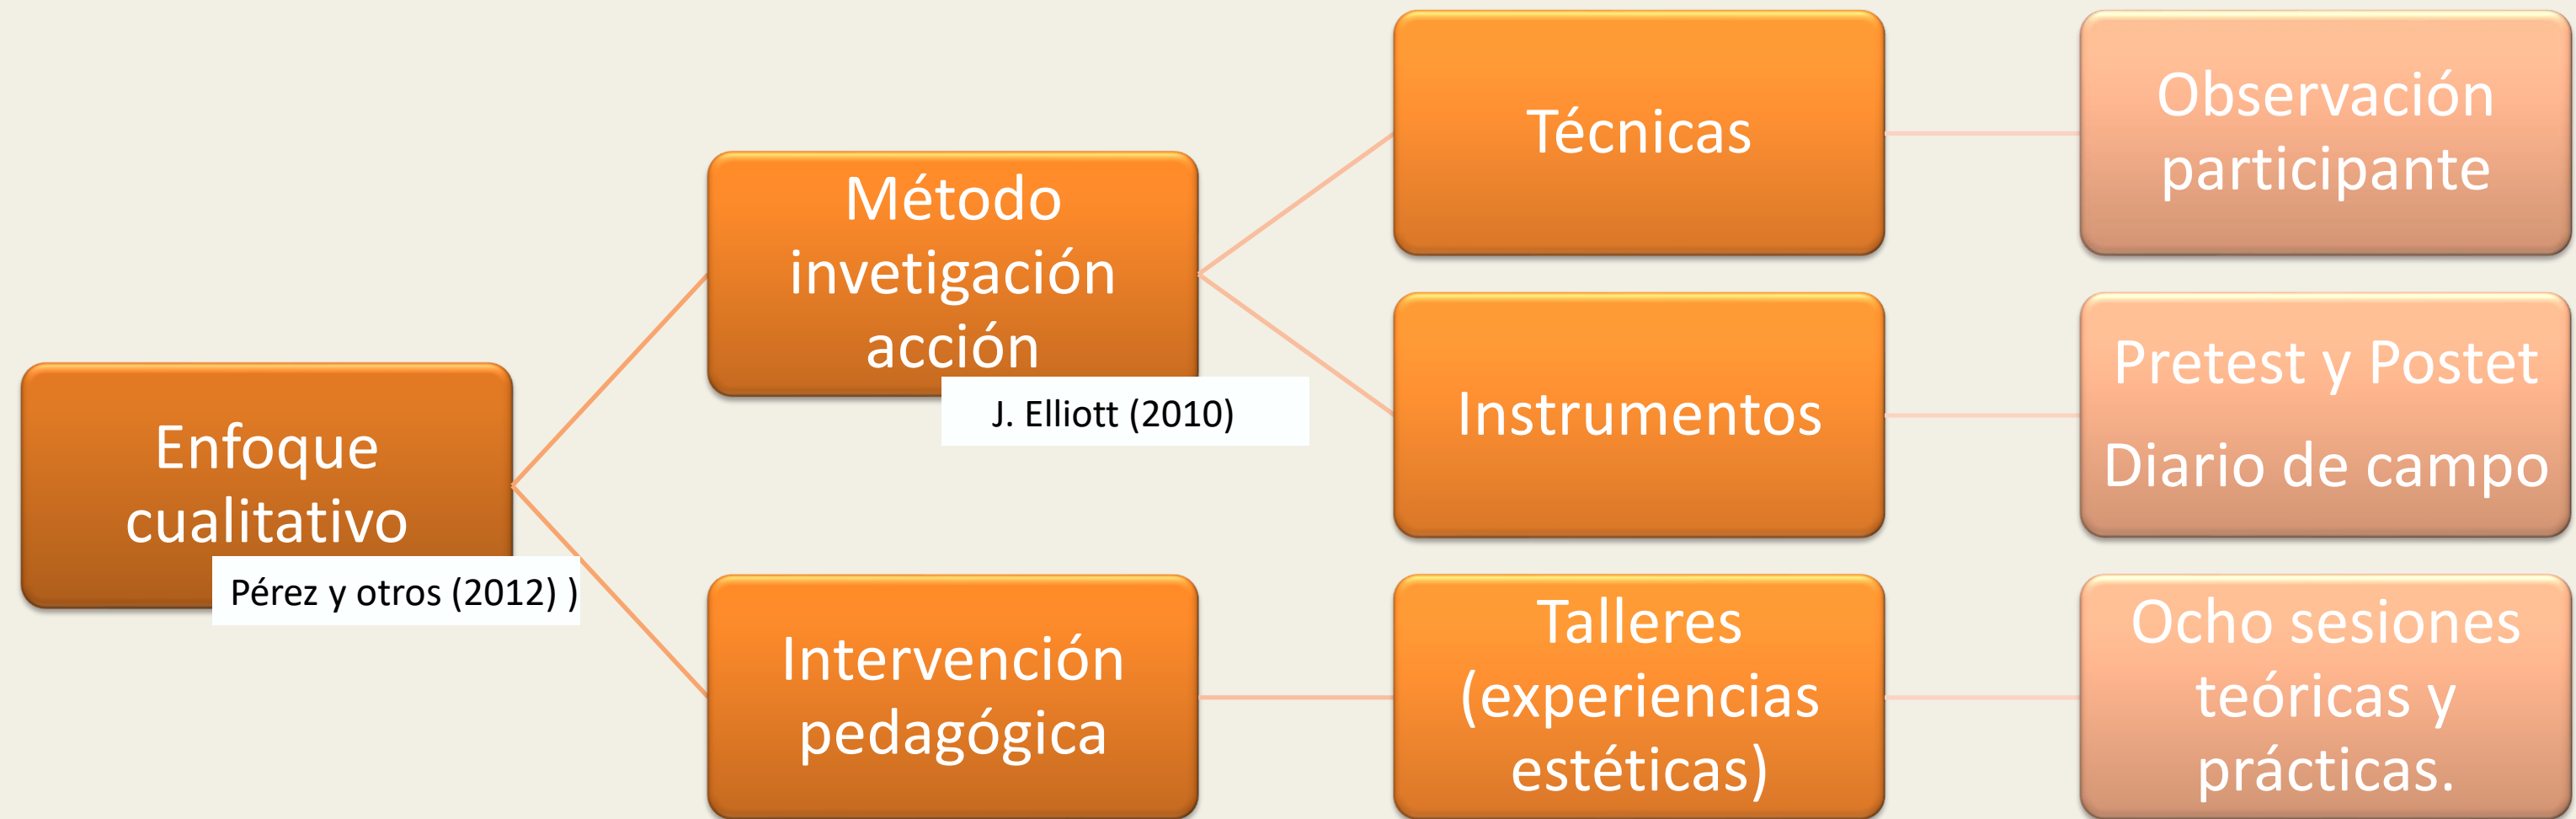 Enfoque
cualitativo
Pérez y otros (2012) )
Método
invetigación
acción
J. Elliott (2010)
Técnicas
Observación
participante
Instrumentos
Pretest y Postet
Diario de campo
Intervención
pedagógica
Talleres
(experiencias
estéticas)
Ocho sesiones
teóricas y
prácticas.